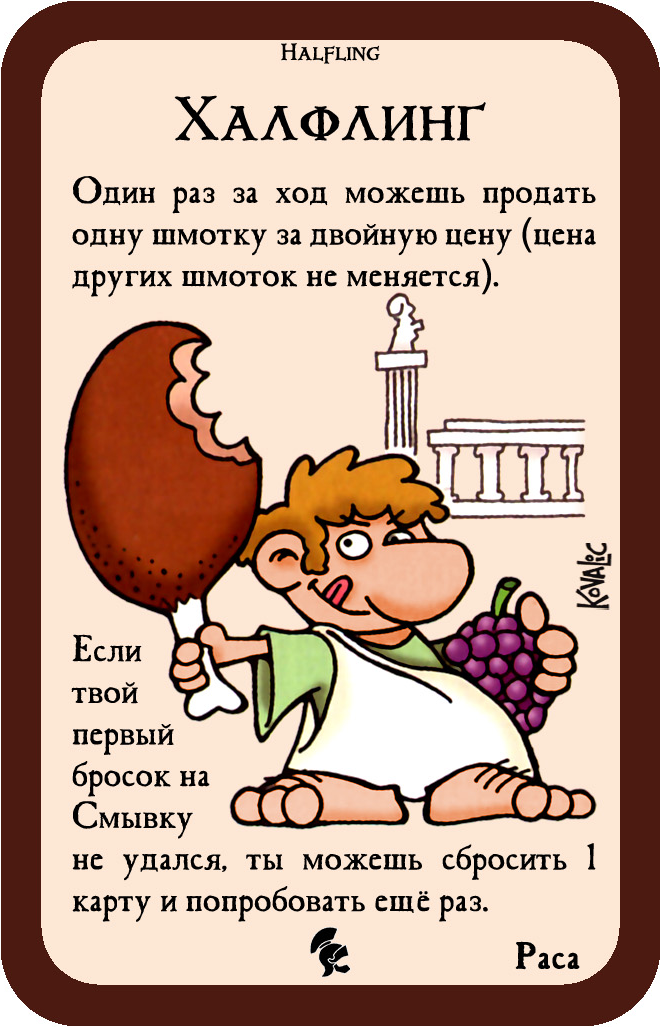 Halfling
Халфлинг
Один раз за ход можешь продать
одну шмотку за двойную цену (цена
других шмоток не меняется).
Kovalic
Если
твой
первый
бросок на
Смывку
не удался, ты можешь сбросить 1
карту и попробовать ещё раз.
Раса